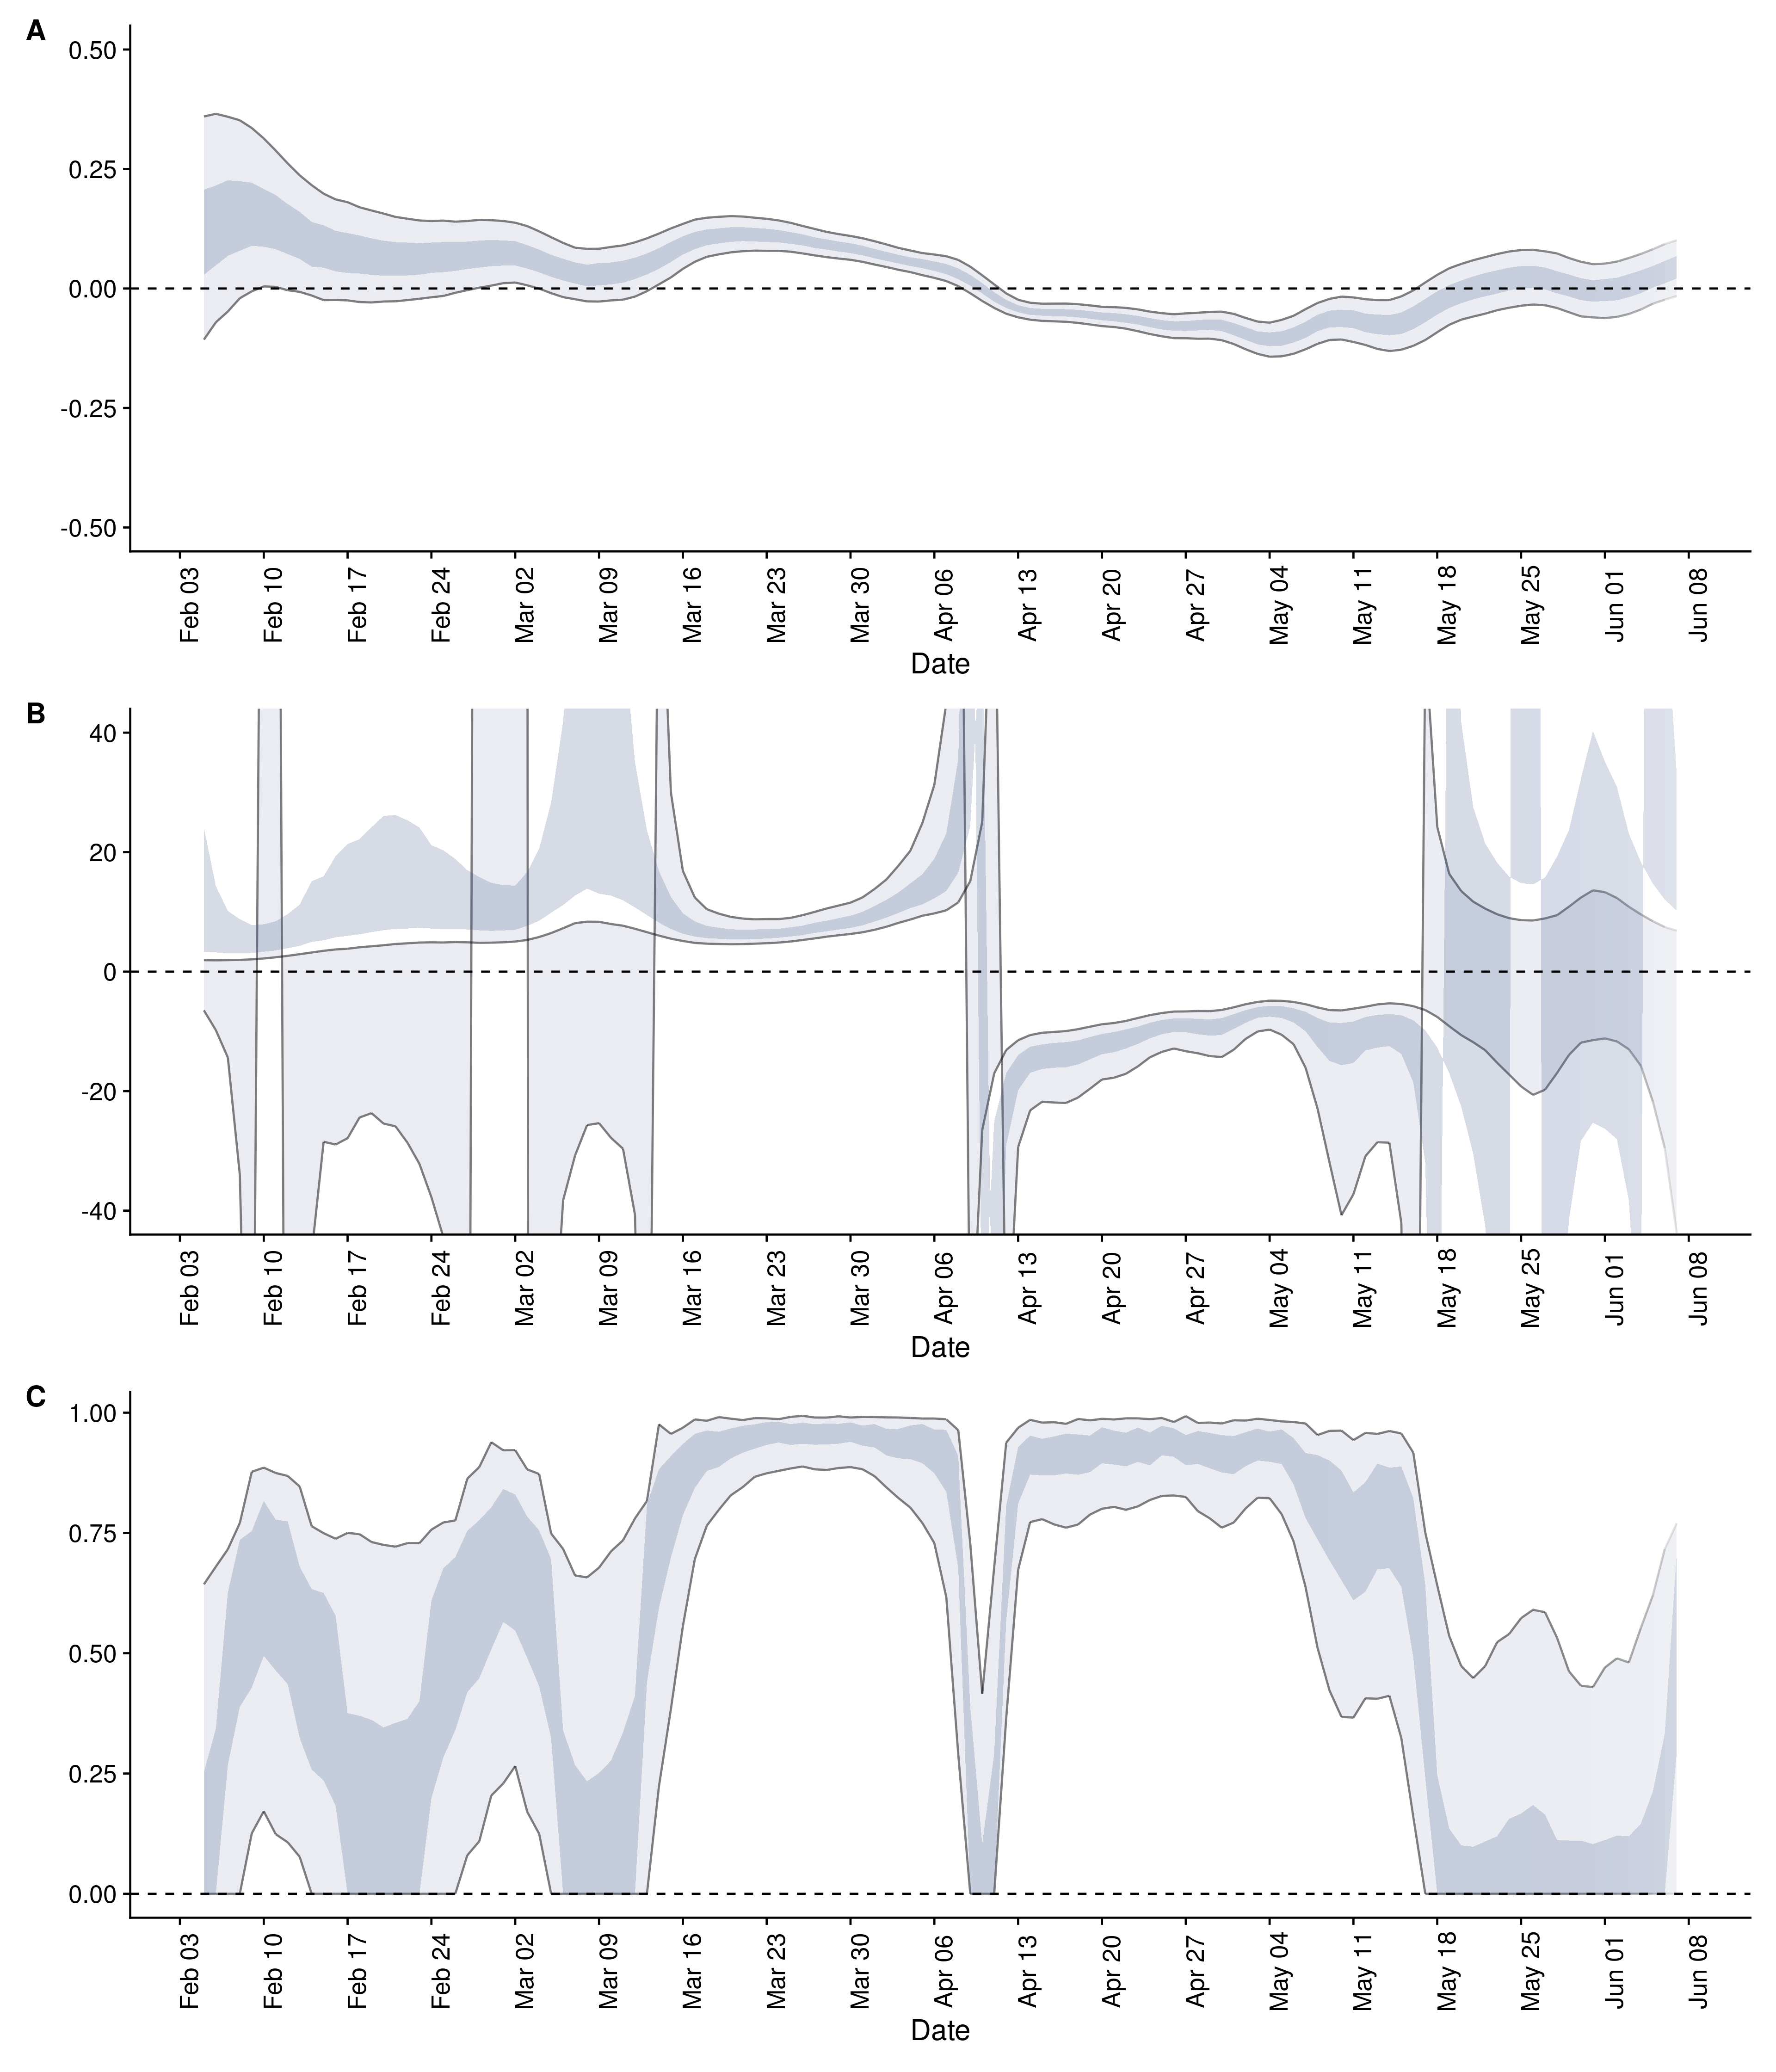 A
0.50
0.25
0.00
-0.25
-0.50
Feb 03
Feb 10
Feb 17
Feb 24
Mar 02
Mar 09
Mar 16
Mar 23
Mar 30
Apr 06
Apr 13
Apr 20
Apr 27
May 04
May 11
May 18
May 25
Jun 01
Jun 08
Date
B
40
20
0
-20
-40
Feb 03
Feb 10
Feb 17
Feb 24
Mar 02
Mar 09
Mar 16
Mar 23
Mar 30
Apr 06
Apr 13
Apr 20
Apr 27
May 04
May 11
May 18
May 25
Jun 01
Jun 08
Date
C
1.00
0.75
0.50
0.25
0.00
Feb 03
Feb 10
Feb 17
Feb 24
Mar 02
Mar 09
Mar 16
Mar 23
Mar 30
Apr 06
Apr 13
Apr 20
Apr 27
May 04
May 11
May 18
May 25
Jun 01
Jun 08
Date